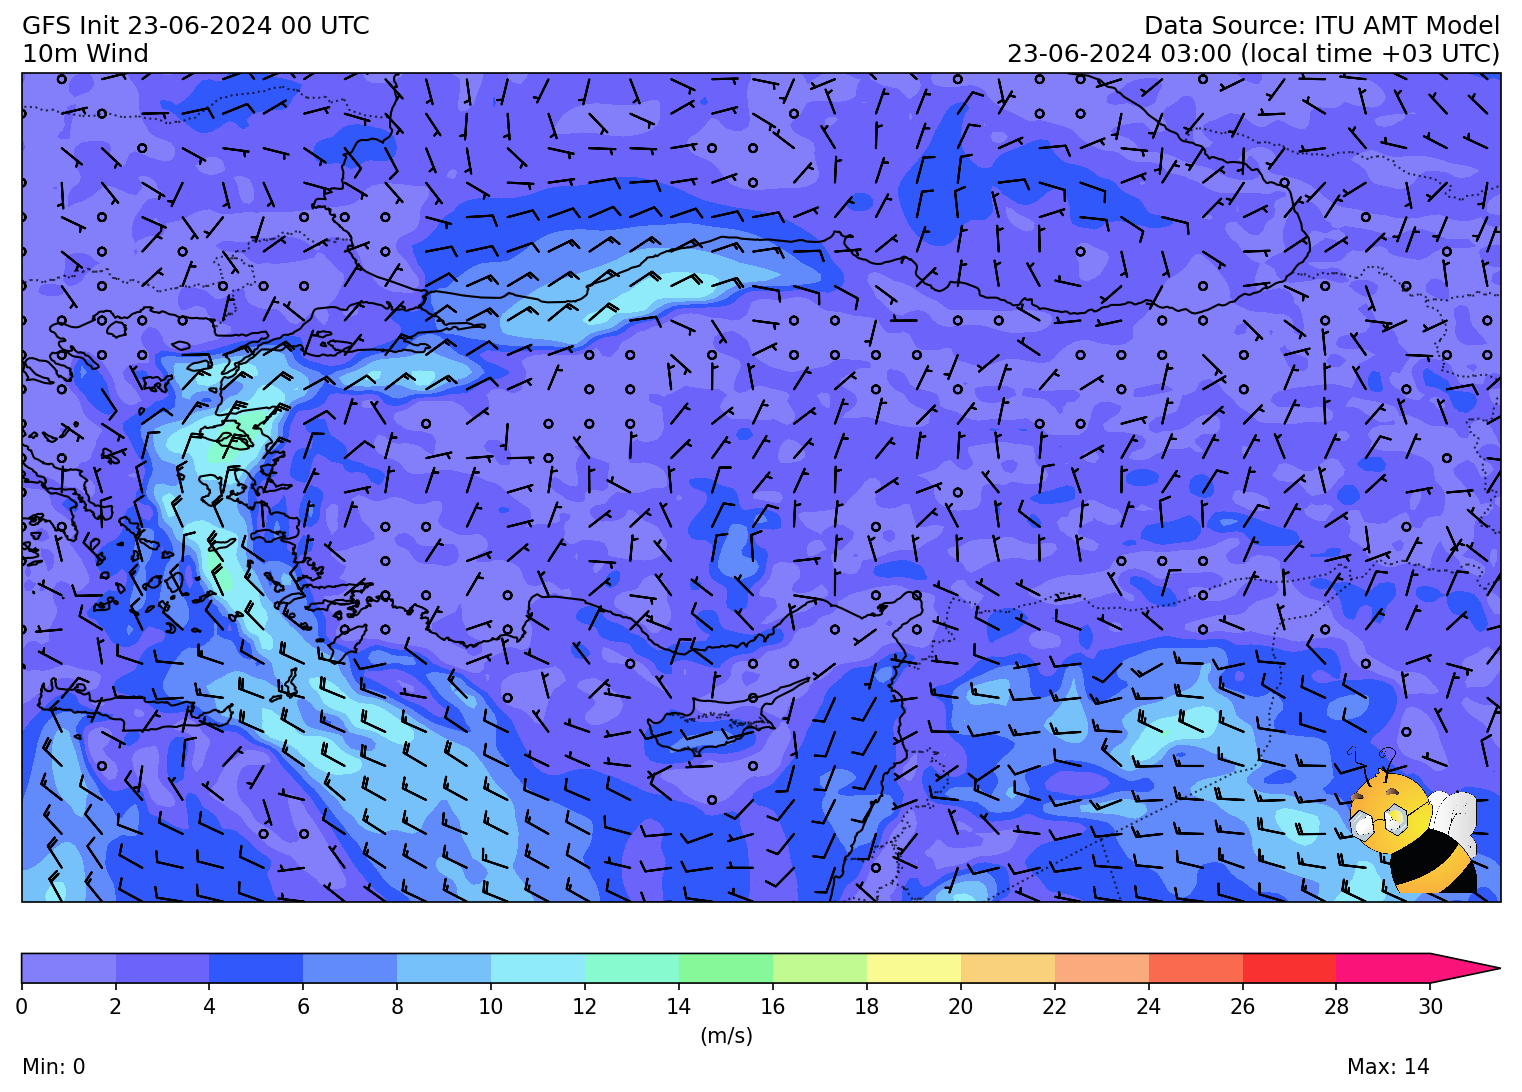 GFS Init 23-06-2024 00 UTC
Data Source: ITU AMT Model
10m Wind
23-06-2024 03:00 (local time +03 UTC)
0 2 4 6 8 10 12 14 16 18 20 22 24 26 28 30
(m/s)
Min: 0
Max: 14